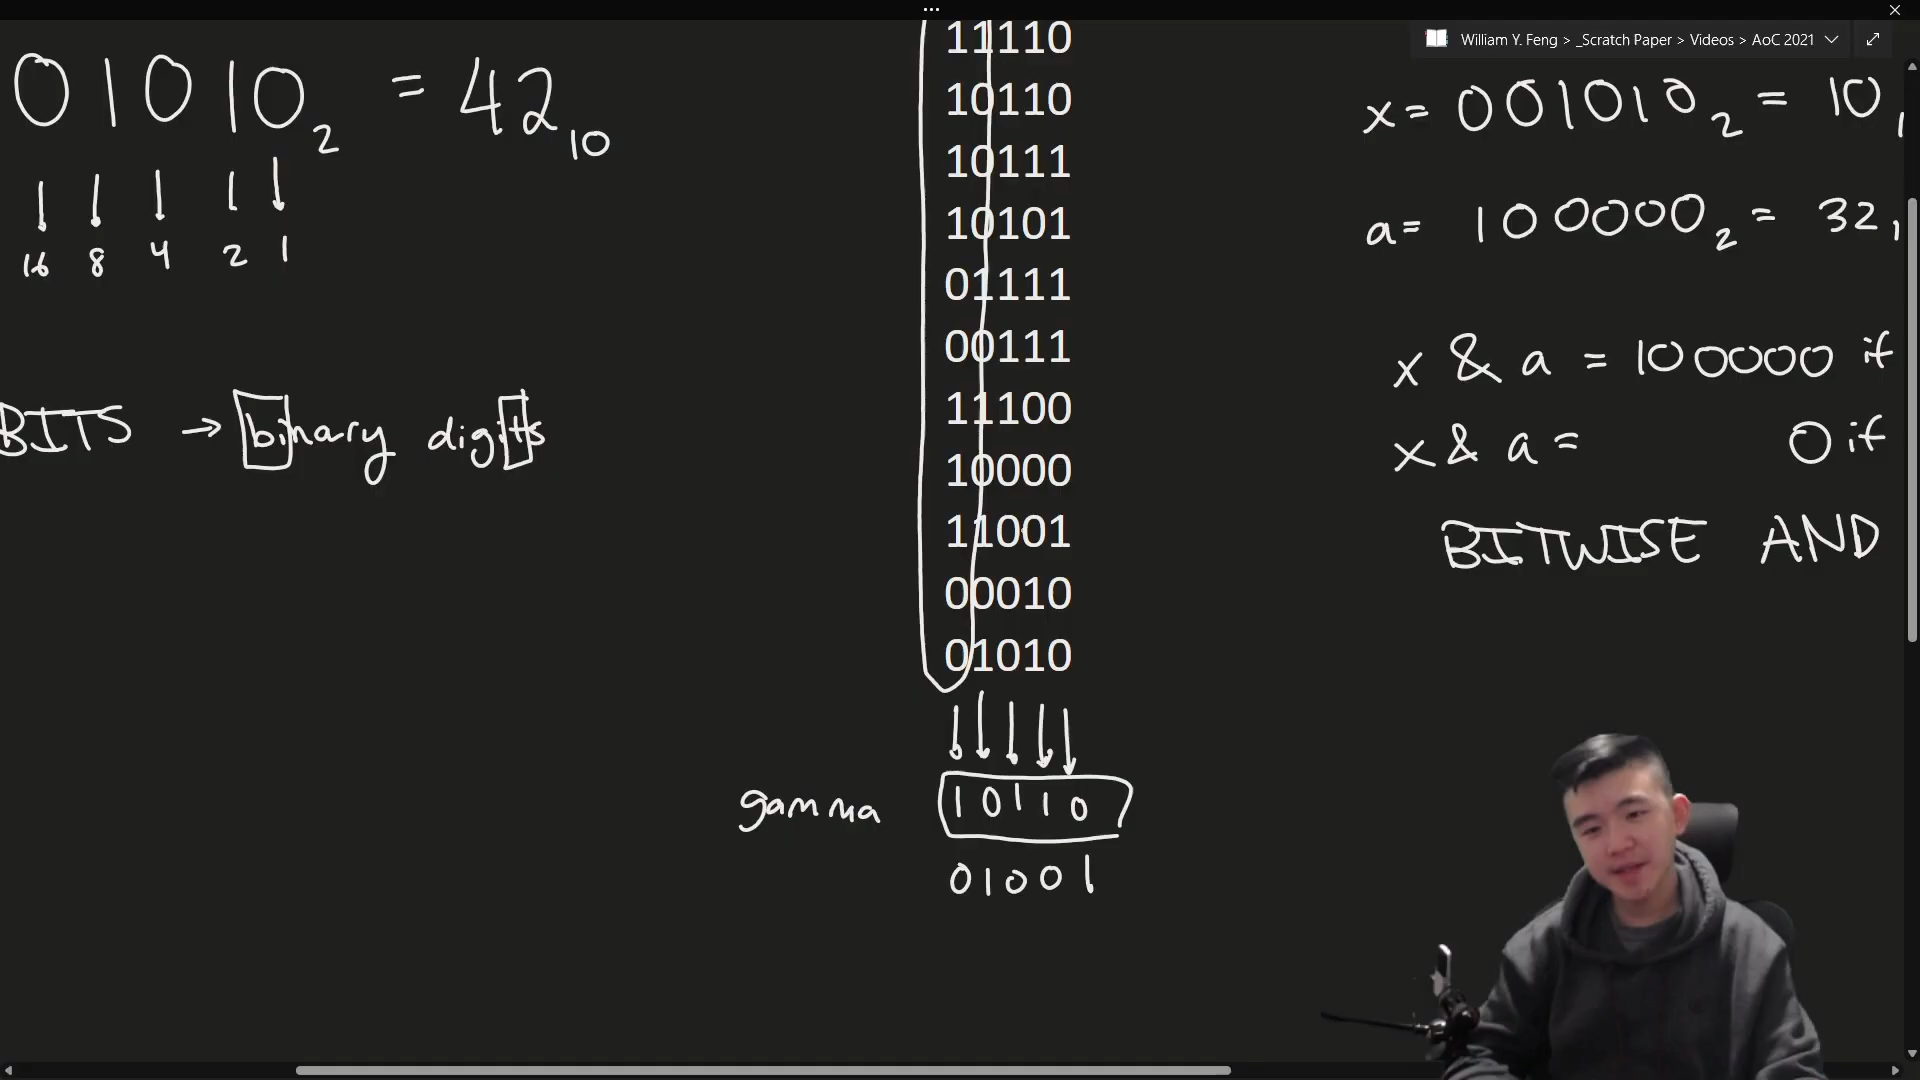 William Y. Feng > _Scratch Paper > Videos > AoC 2021
01010₂ = 42₁₀
16 8 4 2 1
BITS → binary digits
11110
10110
10111
10101
01111
00111
11100
10000
11001
00010
01010
gamma 10110
01001
x = 001010₂ = 10
a = 100000₂ = 32
x & a = 100000 if
x & a = 0 if
BITWISE AND